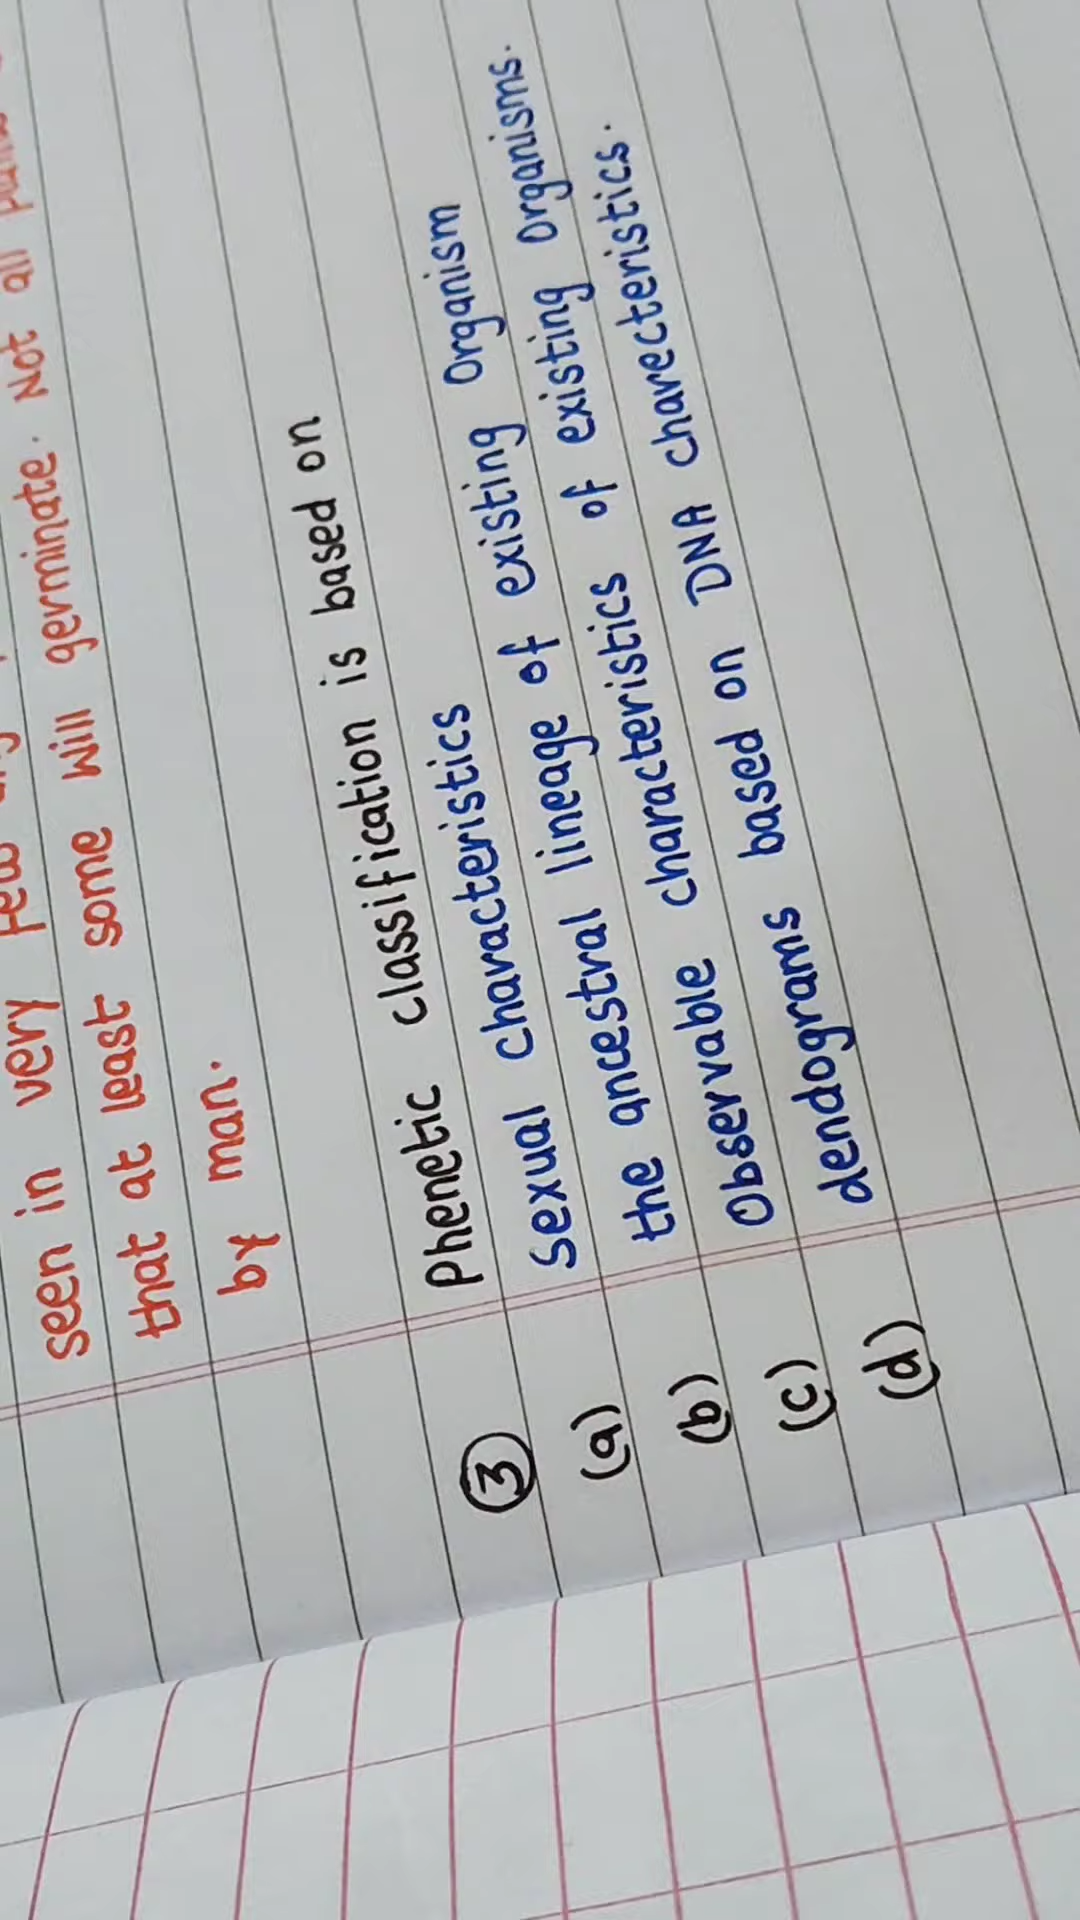 seen in very
that at least some will germinate. Not all
by man.
③ Phenetic classification is based on
(a) sexual characteristics of existing organism
(b) the ancestral lineage of existing organisms.
(c) Observable characteristics of existing organisms.
(d) dendograms based on DNA charecteristics.